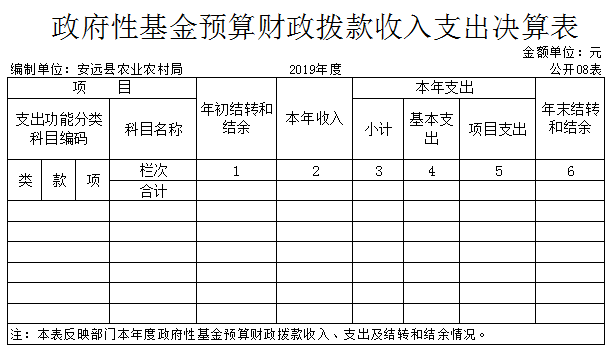 政府性基金预算财政拨款收入支出决算表
金额单位：元
编制单位：安远县农业农村局 2019年度 公开08表
项 目 年初结转和结余 本年收入 本年支出 年末结转和结余
支出功能分类科目编码 科目名称 小计 基本支出 项目支出
类 款 项 栏次 1 2 3 4 5 6
合计
注：本表反映部门本年度政府性基金预算财政拨款收入、支出及结转和结余情况。